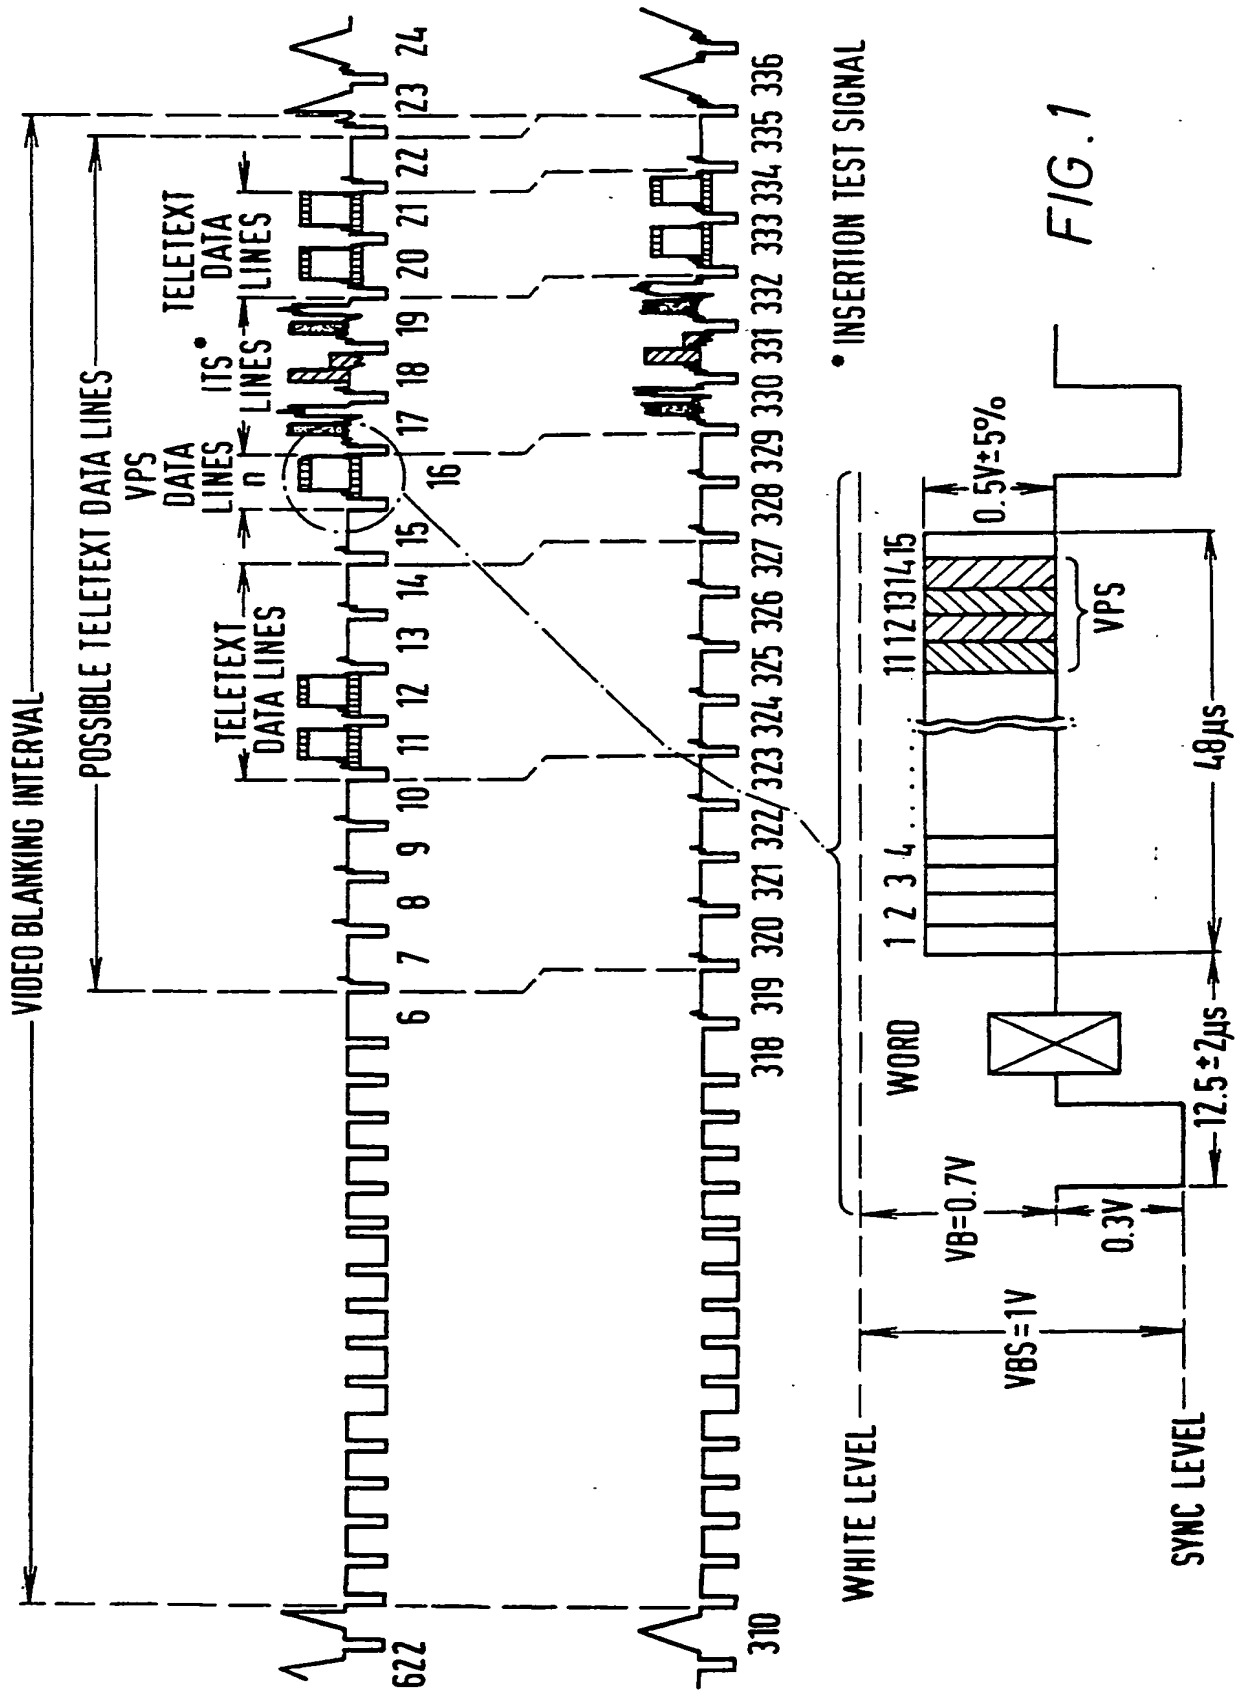 VIDEO BLANKING INTERVAL
POSSIBLE TELETEXT DATA LINES
TELETEXT
DATA LINES
VPS
DATA
LINES
n
ITS*
LINES
TELETEXT
DATA
LINES
622 6 7 8 9 10 11 12 13 14 15 16 17 18 19 20 21 22 23 24
310 318 319 320 321 322 323 324 325 326 327 328 329 330 331 332 333 334 335 336
* INSERTION TEST SIGNAL
WHITE LEVEL
WORD 1 2 3 4 ..... 11 12 13 14 15
VBS=1V
VB=0.7V
0.3V
0.5V±5%
VPS
SYNC LEVEL
12.5±2µs
48µs
FIG. 1